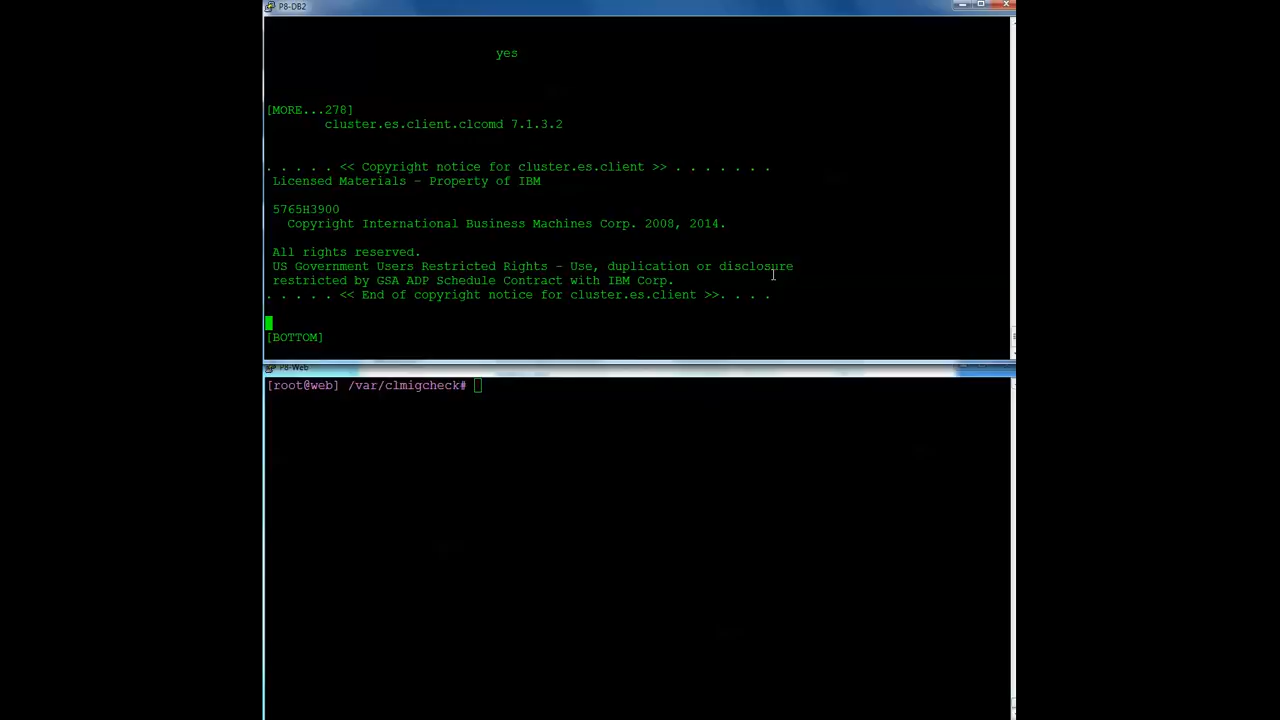 P8-DB2
yes
[MORE...278]
cluster.es.client.clcomd 7.1.3.2
. . . . . << Copyright notice for cluster.es.client >> . . . . . . .
Licensed Materials - Property of IBM
5765H3900
Copyright International Business Machines Corp. 2008, 2014.
All rights reserved.
US Government Users Restricted Rights - Use, duplication or disclosure
restricted by GSA ADP Schedule Contract with IBM Corp.
. . . . . << End of copyright notice for cluster.es.client >>. . . .
[BOTTOM]
P8-Web
[root@web] /var/clmigcheck#